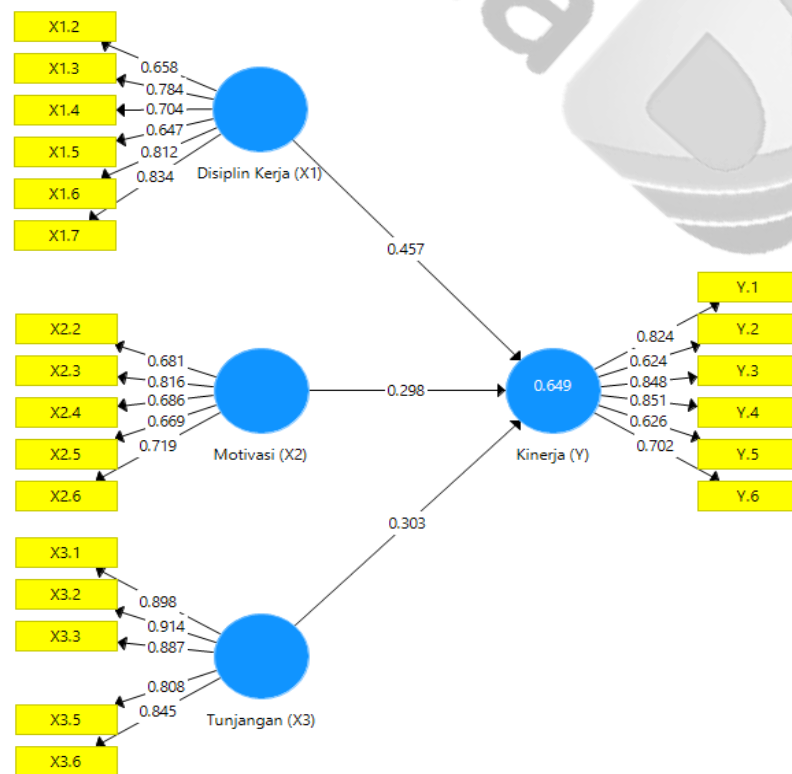 X1.2
X1.3
X1.4
X1.5
X1.6
X1.7
0.658
0.784
0.704
0.647
0.812
0.834
Disiplin Kerja (X1)
0.457
X2.2
X2.3
X2.4
X2.5
X2.6
0.681
0.816
0.686
0.669
0.719
Motivasi (X2)
0.298
X3.1
X3.2
X3.3
X3.5
X3.6
0.898
0.914
0.887
0.808
0.845
Tunjangan (X3)
0.303
0.649
Kinerja (Y)
0.824
0.624
0.848
0.851
0.626
0.702
Y.1
Y.2
Y.3
Y.4
Y.5
Y.6